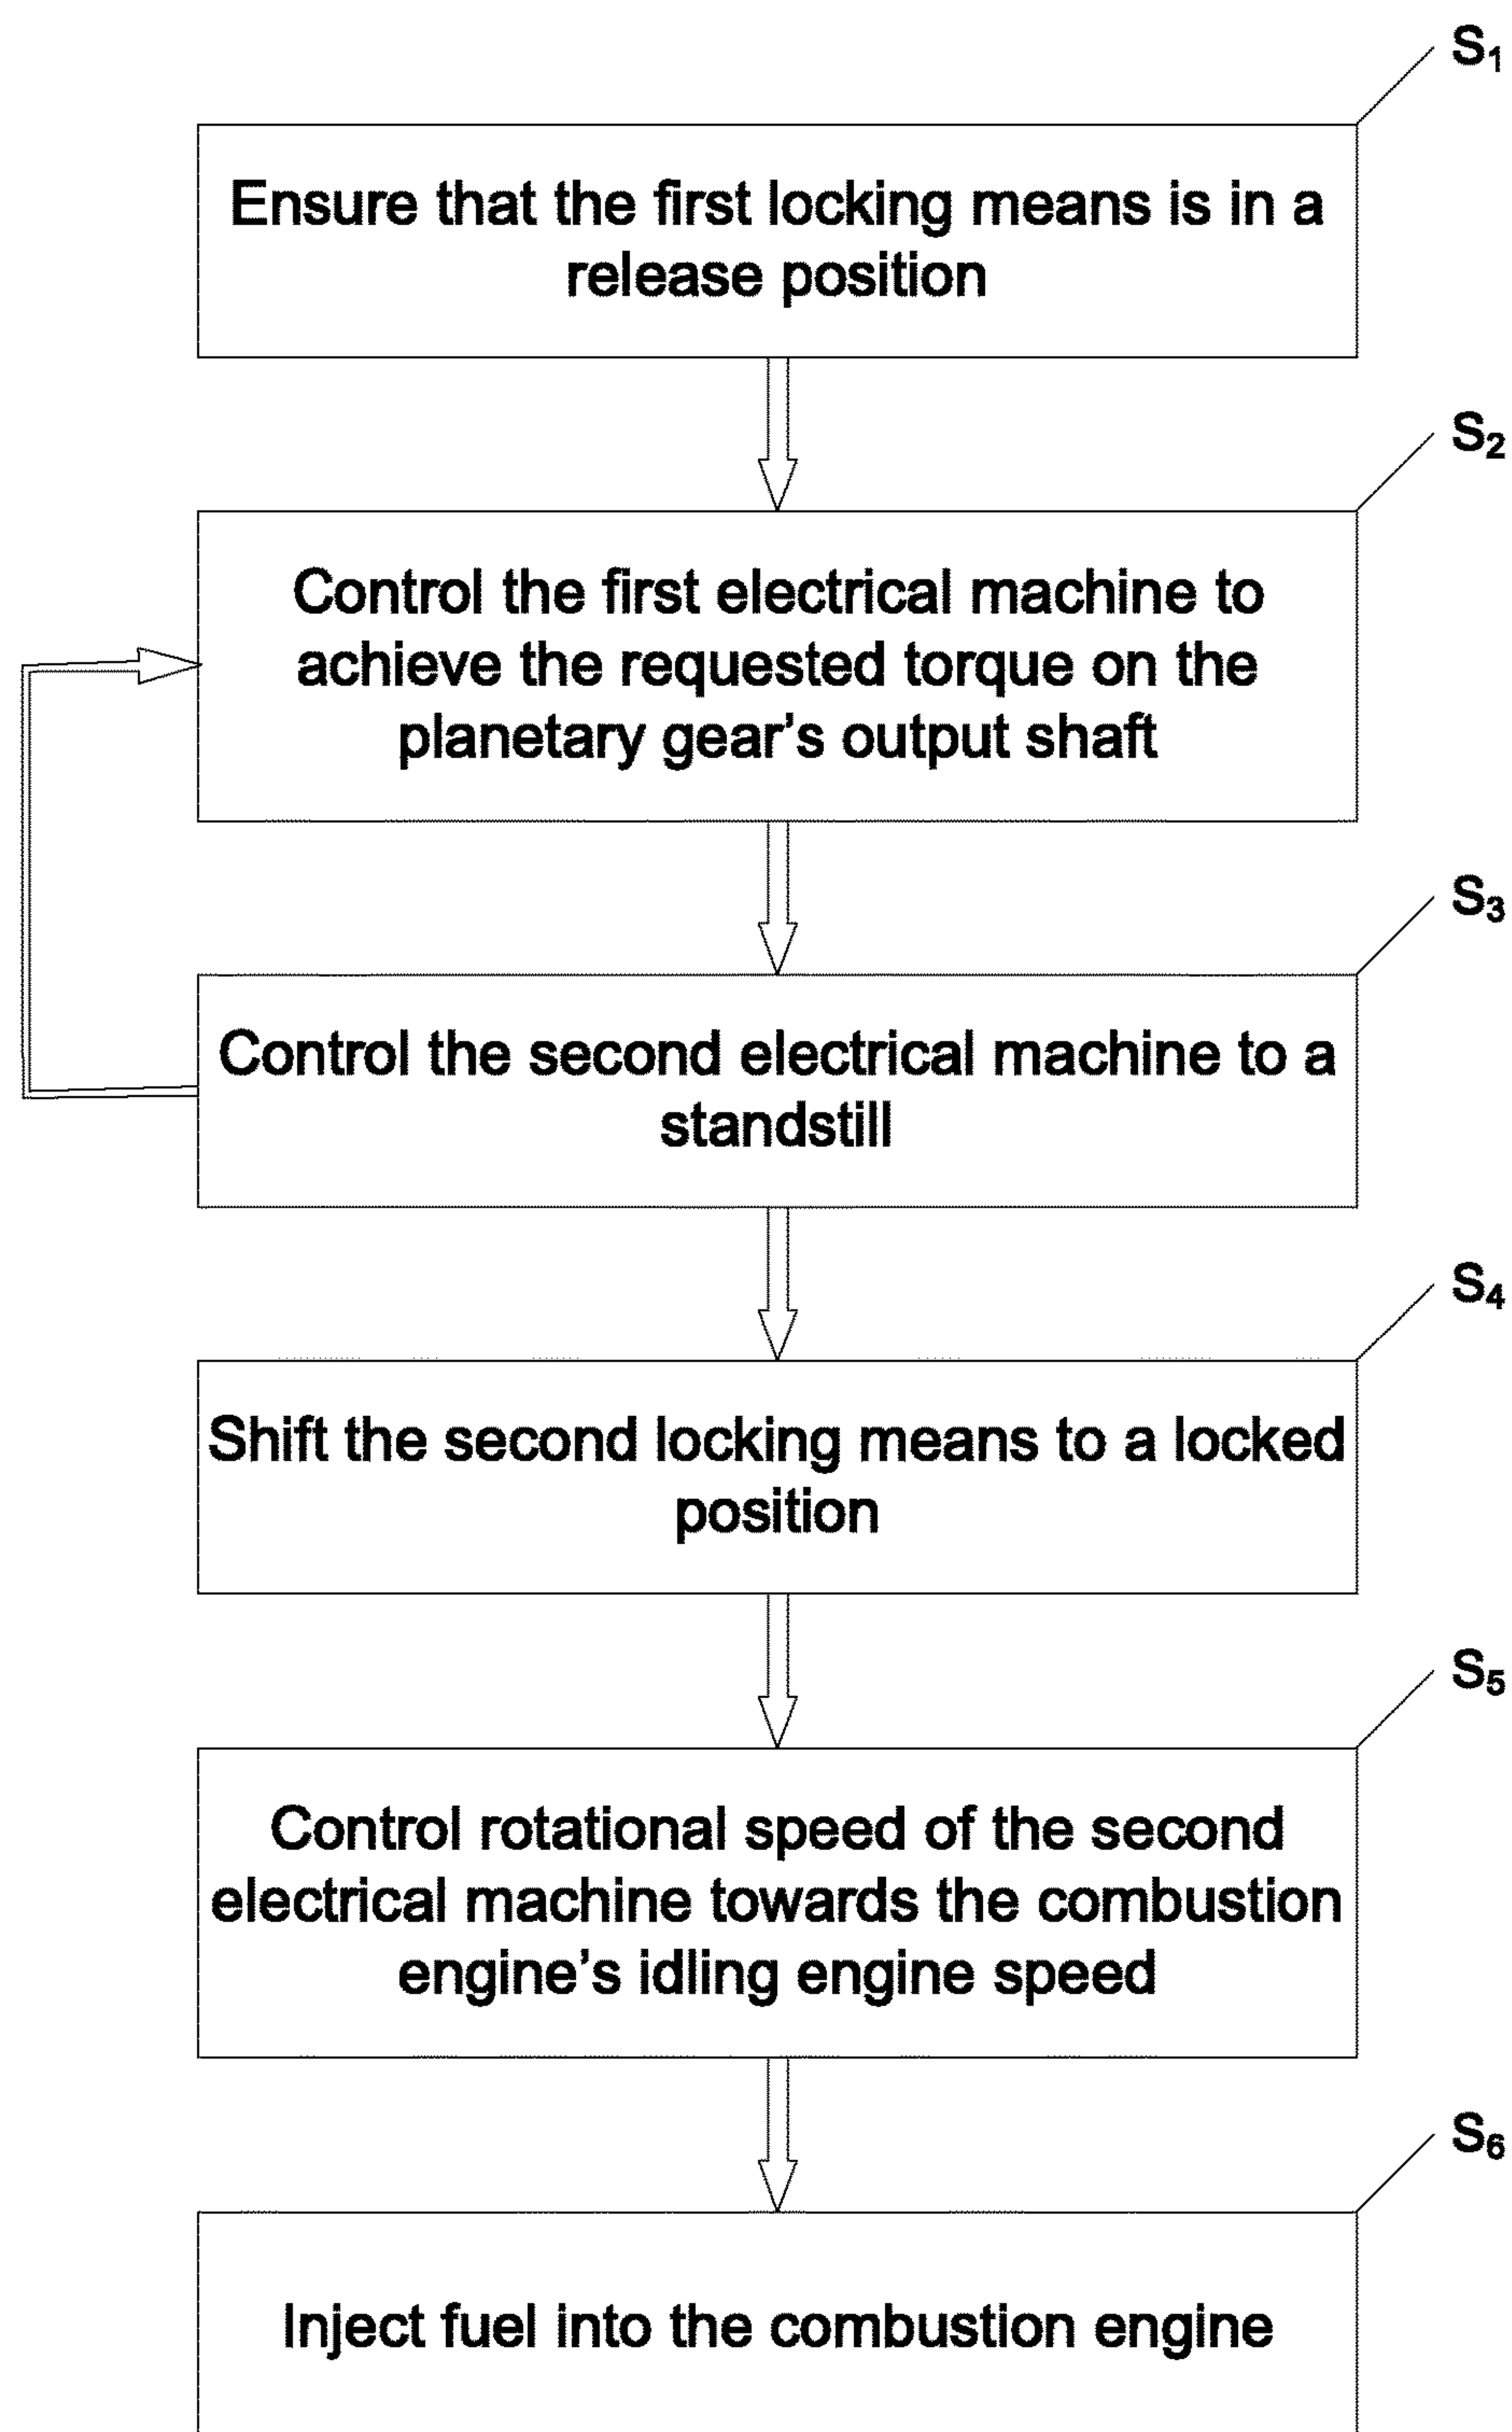 S₁
Ensure that the first locking means is in a
release position
S₂
Control the first electrical machine to
achieve the requested torque on the
planetary gear’s output shaft
S₃
Control the second electrical machine to a
standstill
S₄
Shift the second locking means to a locked
position
S₅
Control rotational speed of the second
electrical machine towards the combustion
engine’s idling engine speed
S₆
Inject fuel into the combustion engine